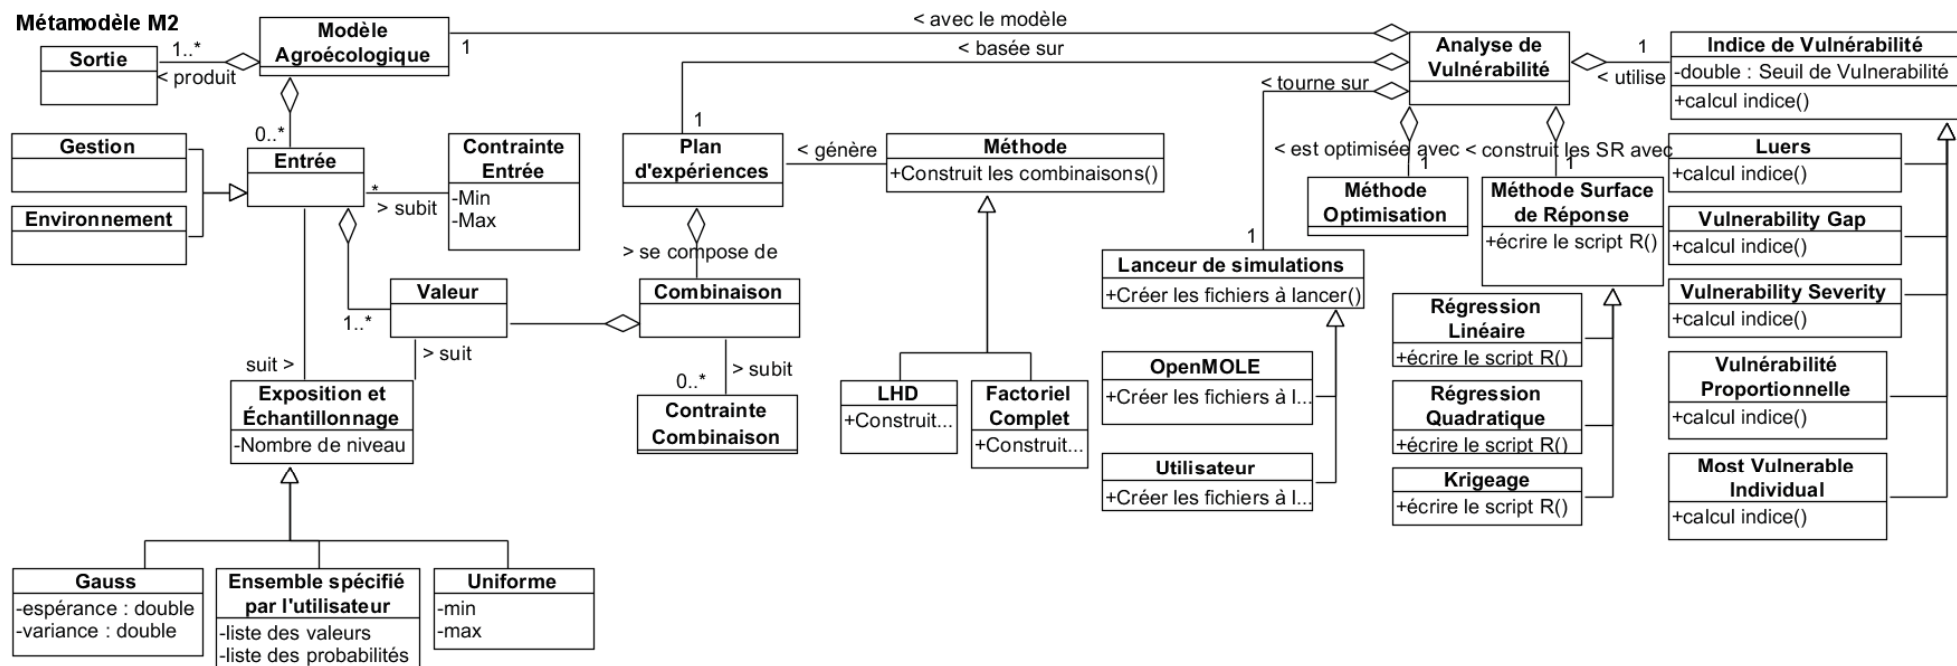 Métamodèle M2
Modèle
Agroécologique
1
< avec le modèle
< basée sur
< tourne sur
Sortie
1..*
< produit
0..*
Analyse de
Vulnérabilité
1
< utilise
Indice de Vulnérabilité
-double : Seuil de Vulnerabilité
+calcul indice()
Gestion
Environnement
Entrée
*
> subit
Contrainte
Entrée
-Min
-Max
1
Plan
d'expériences
< génère
Méthode
+Construit les combinaisons()
< est optimisée avec
1
< construit les SR avec
1
Méthode
Optimisation
Méthode Surface
de Réponse
+écrire le script R()
Luers
+calcul indice()
Vulnerability Gap
+calcul indice()
Vulnerability Severity
+calcul indice()
Vulnérabilité
Proportionnelle
+calcul indice()
Most Vulnerable
Individual
+calcul indice()
> se compose de
1
Lanceur de simulations
+Créer les fichiers à lancer()
Valeur
1..*
Combinaison
suit >
> suit
> subit
0..*
Contrainte
Combinaison
Exposition et
Échantillonnage
-Nombre de niveau
LHD
+Construit...
Factoriel
Complet
+Construit...
OpenMOLE
+Créer les fichiers à l...
Utilisateur
+Créer les fichiers à l...
Régression
Linéaire
+écrire le script R()
Régression
Quadratique
+écrire le script R()
Krigeage
+écrire le script R()
Gauss
-espérance : double
-variance : double
Ensemble spécifié
par l'utilisateur
-liste des valeurs
-liste des probabilités
Uniforme
-min
-max